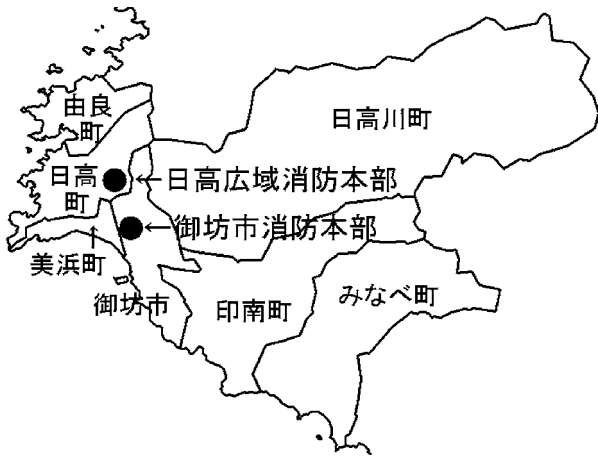 由良
町
日高川町
日高
町
←日高広域消防本部
←御坊市消防本部
美浜町
↑
御坊市
印南町
みなべ町